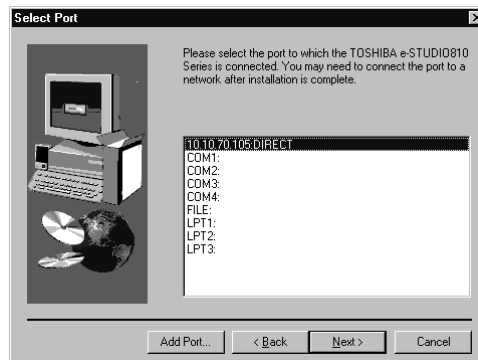 Select Port
Please select the port to which the TOSHIBA e-STUDIO810
Series is connected. You may need to connect the port to a
network after installation is complete.
10.10.70.105:DIRECT
COM1:
COM2:
COM3:
COM4:
FILE:
LPT1:
LPT2:
LPT3:
Add Port...
< Back
Next >
Cancel